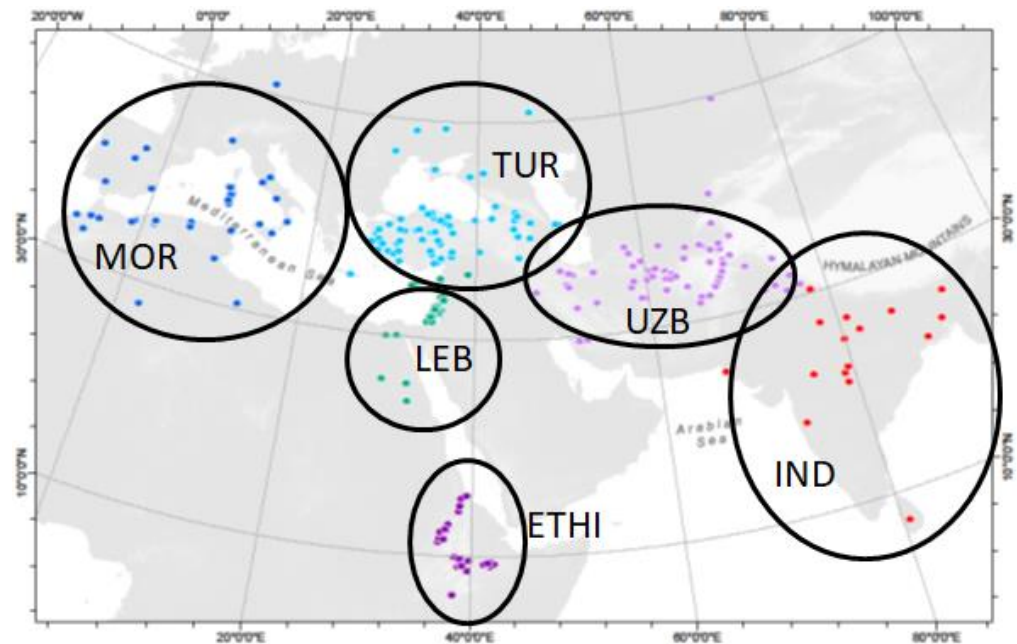 20°0'0"W 0°0'0" 20°0'0"E 40°0'0"E 60°0'0"E 80°0'0"E 100°0'0"E
TUR
30°0'0"N
30°0'0"N
Mediterranean Sea
MOR
HYMALAYAN MOUNTAINS
UZB
LEB
Arabian
Sea
10°0'0"N
10°0'0"N
IND
ETHI
20°0'0"E 40°0'0"E 60°0'0"E 80°0'0"E